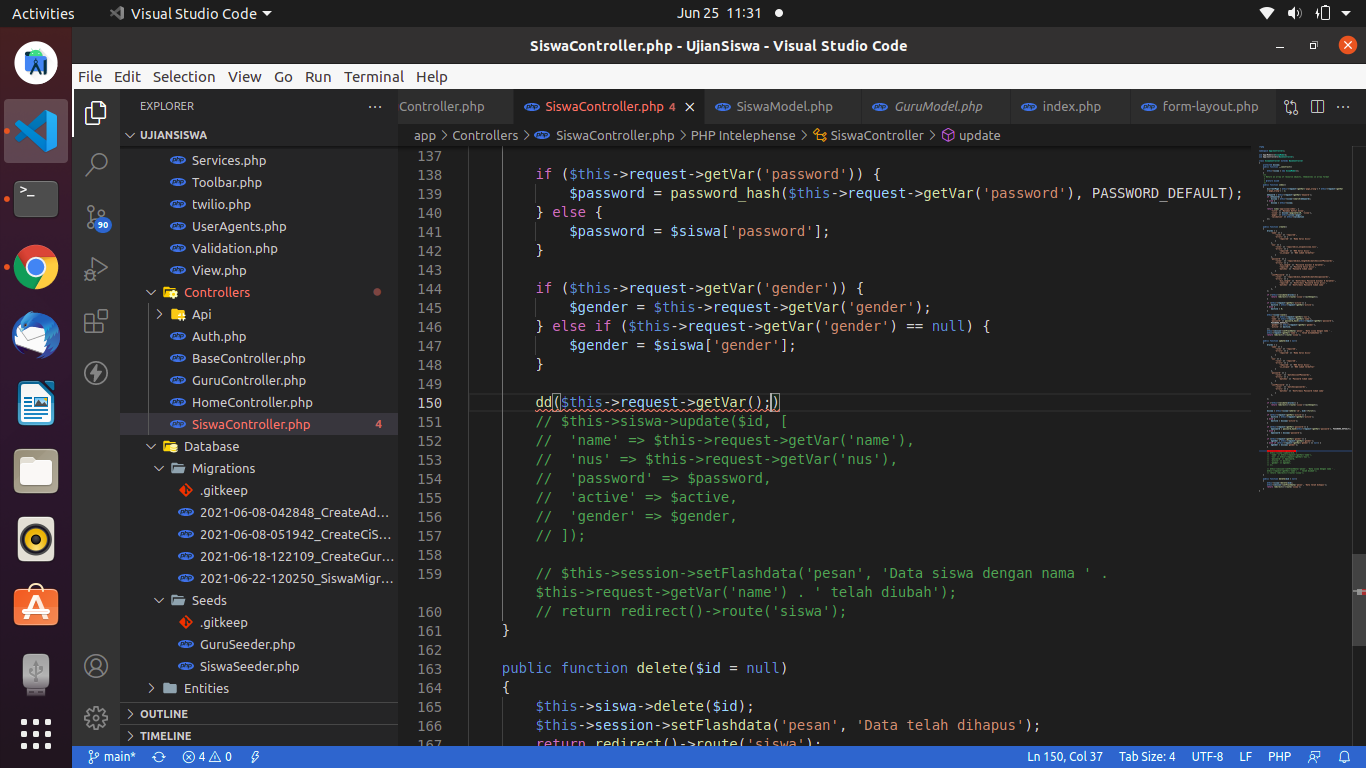 Activities
Visual Studio Code
Jun 25 11:31
SiswaController.php - UjianSiswa - Visual Studio Code
File Edit Selection View Go Run Terminal Help
EXPLORER
Controller.php
SiswaController.php 4
SiswaModel.php
GuruModel.php
index.php
form-layout.php
app > Controllers > SiswaController.php > PHP Intelephense > SiswaController > update
UJIANSISWA
Services.php
Toolbar.php
twilio.php
UserAgents.php
Validation.php
View.php
Controllers
Api
Auth.php
BaseController.php
GuruController.php
HomeController.php
SiswaController.php 4
Database
Migrations
.gitkeep
2021-06-08-042848_CreateAd...
2021-06-08-051942_CreateCiS...
2021-06-18-122109_CreateGur...
2021-06-22-120250_SiswaMigr...
Seeds
.gitkeep
GuruSeeder.php
SiswaSeeder.php
Entities
OUTLINE
TIMELINE
90
137
138 if ($this->request->getVar('password')) {
139 $password = password_hash($this->request->getVar('password'), PASSWORD_DEFAULT);
140 } else {
141 $password = $siswa['password'];
142 }
143
144 if ($this->request->getVar('gender')) {
145 $gender = $this->request->getVar('gender');
146 } else if ($this->request->getVar('gender') == null) {
147 $gender = $siswa['gender'];
148 }
149
150 dd($this->request->getVar();)
151 // $this->siswa->update($id, [
152 // 'name' => $this->request->getVar('name'),
153 // 'nus' => $this->request->getVar('nus'),
154 // 'password' => $password,
155 // 'active' => $active,
156 // 'gender' => $gender,
157 // ]);
158
159 // $this->session->setFlashdata('pesan', 'Data siswa dengan nama ' .
$this->request->getVar('name') . ' telah diubah');
160 // return redirect()->route('siswa');
161 }
162
163 public function delete($id = null)
164 {
165 $this->siswa->delete($id);
166 $this->session->setFlashdata('pesan', 'Data telah dihapus');
167 return redirect()->route('siswa');
main* 4 0 Ln 150, Col 37 Tab Size: 4 UTF-8 LF PHP